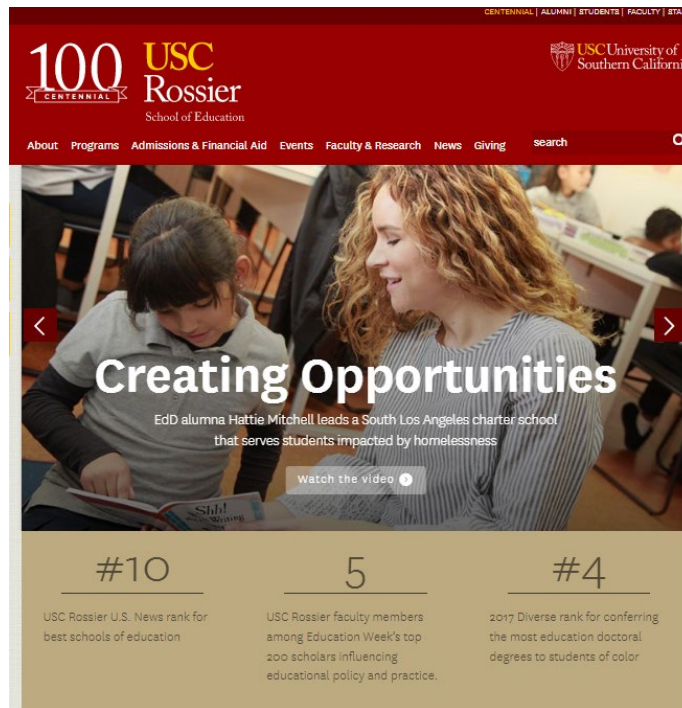 CENTENNIAL | ALUMNI | STUDENTS | FACULTY | STA
100
CENTENNIAL
USC
Rossier
School of Education
USC University of
Southern Californi
About Programs Admissions & Financial Aid Events Faculty & Research News Giving search
Creating Opportunities
EdD alumna Hattie Mitchell leads a South Los Angeles charter school
that serves students impacted by homelessness
Watch the video
Shh!
Writing
#10
USC Rossier U.S. News rank for
best schools of education
5
USC Rossier faculty members
among Education Week's top
200 scholars influencing
educational policy and practice.
#4
2017 Diverse rank for conferring
the most education doctoral
degrees to students of color